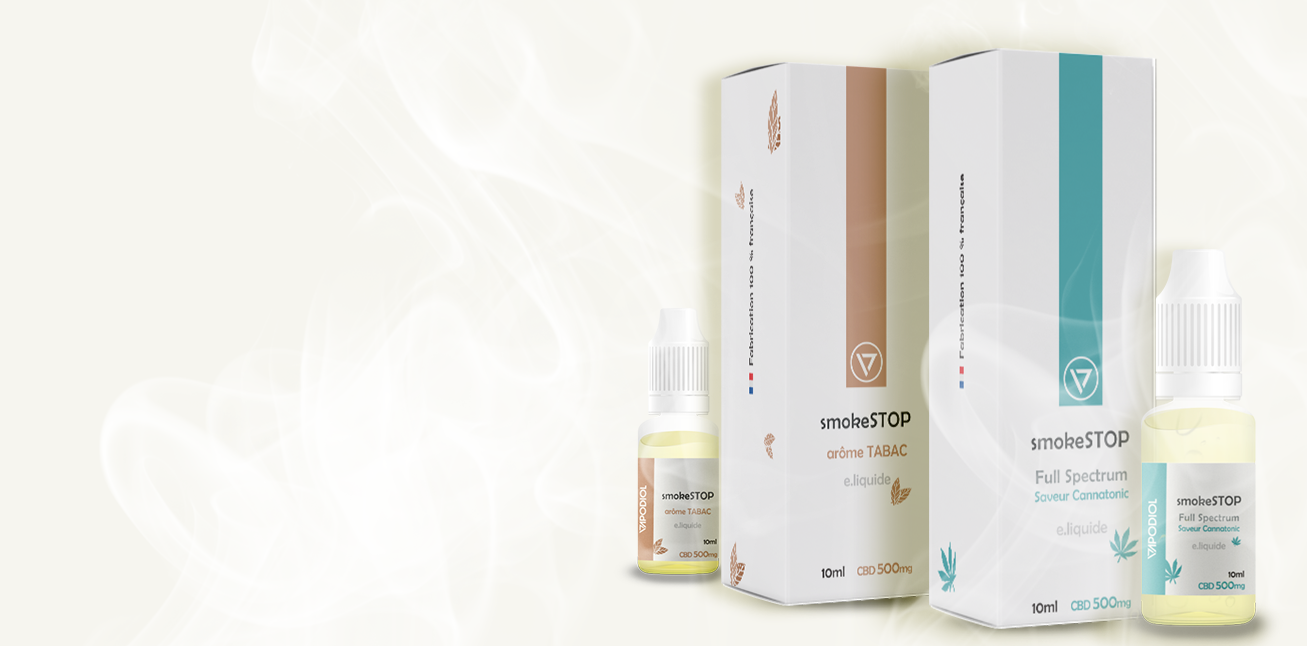 Fabrication 100 % française
smokeSTOP
arôme TABAC
e.liquide
10ml CBD 500mg
Fabrication 100 % française
smokeSTOP
Full Spectrum
Saveur Cannatonic
e.liquide
10ml CBD 500mg
VAPODIOL
smokeSTOP
arôme TABAC
e.liquide
10ml
CBD 500mg
VAPODIOL
smokeSTOP
Full Spectrum
Saveur Cannatonic
e.liquide
10ml
CBD 500mg